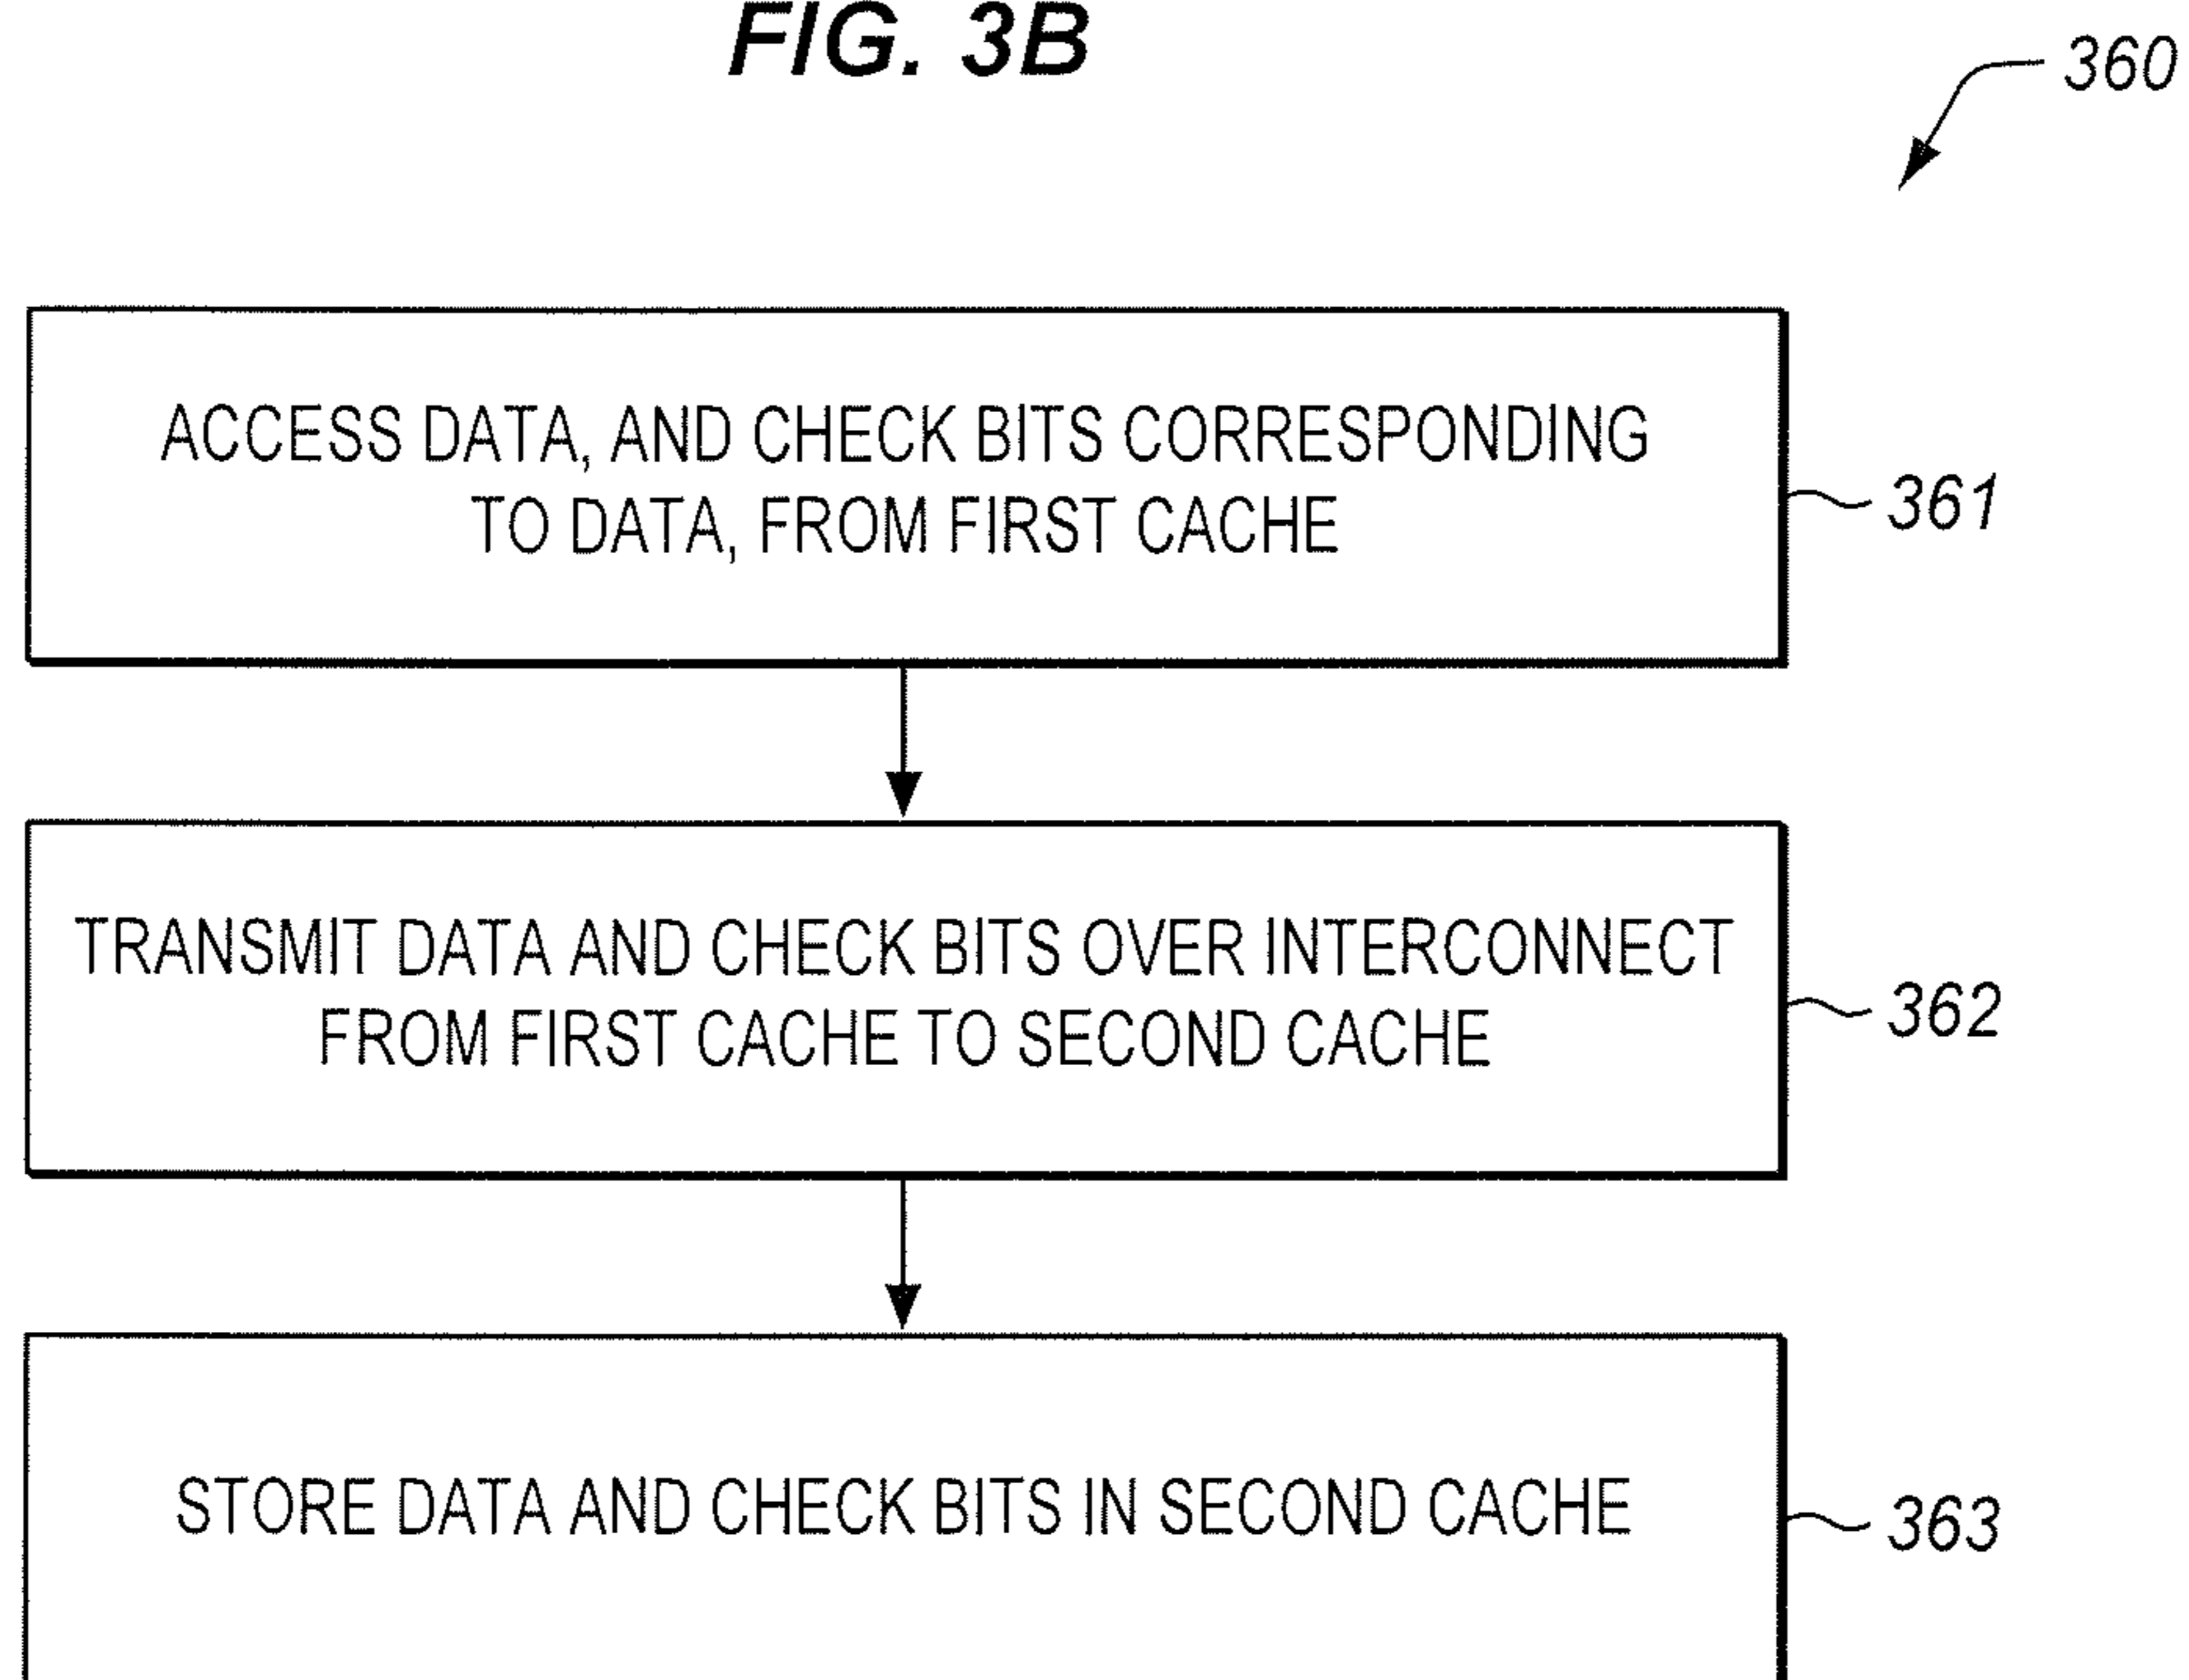 FIG. 3B
360
ACCESS DATA, AND CHECK BITS CORRESPONDING
TO DATA, FROM FIRST CACHE
361
TRANSMIT DATA AND CHECK BITS OVER INTERCONNECT
FROM FIRST CACHE TO SECOND CACHE
362
STORE DATA AND CHECK BITS IN SECOND CACHE
363